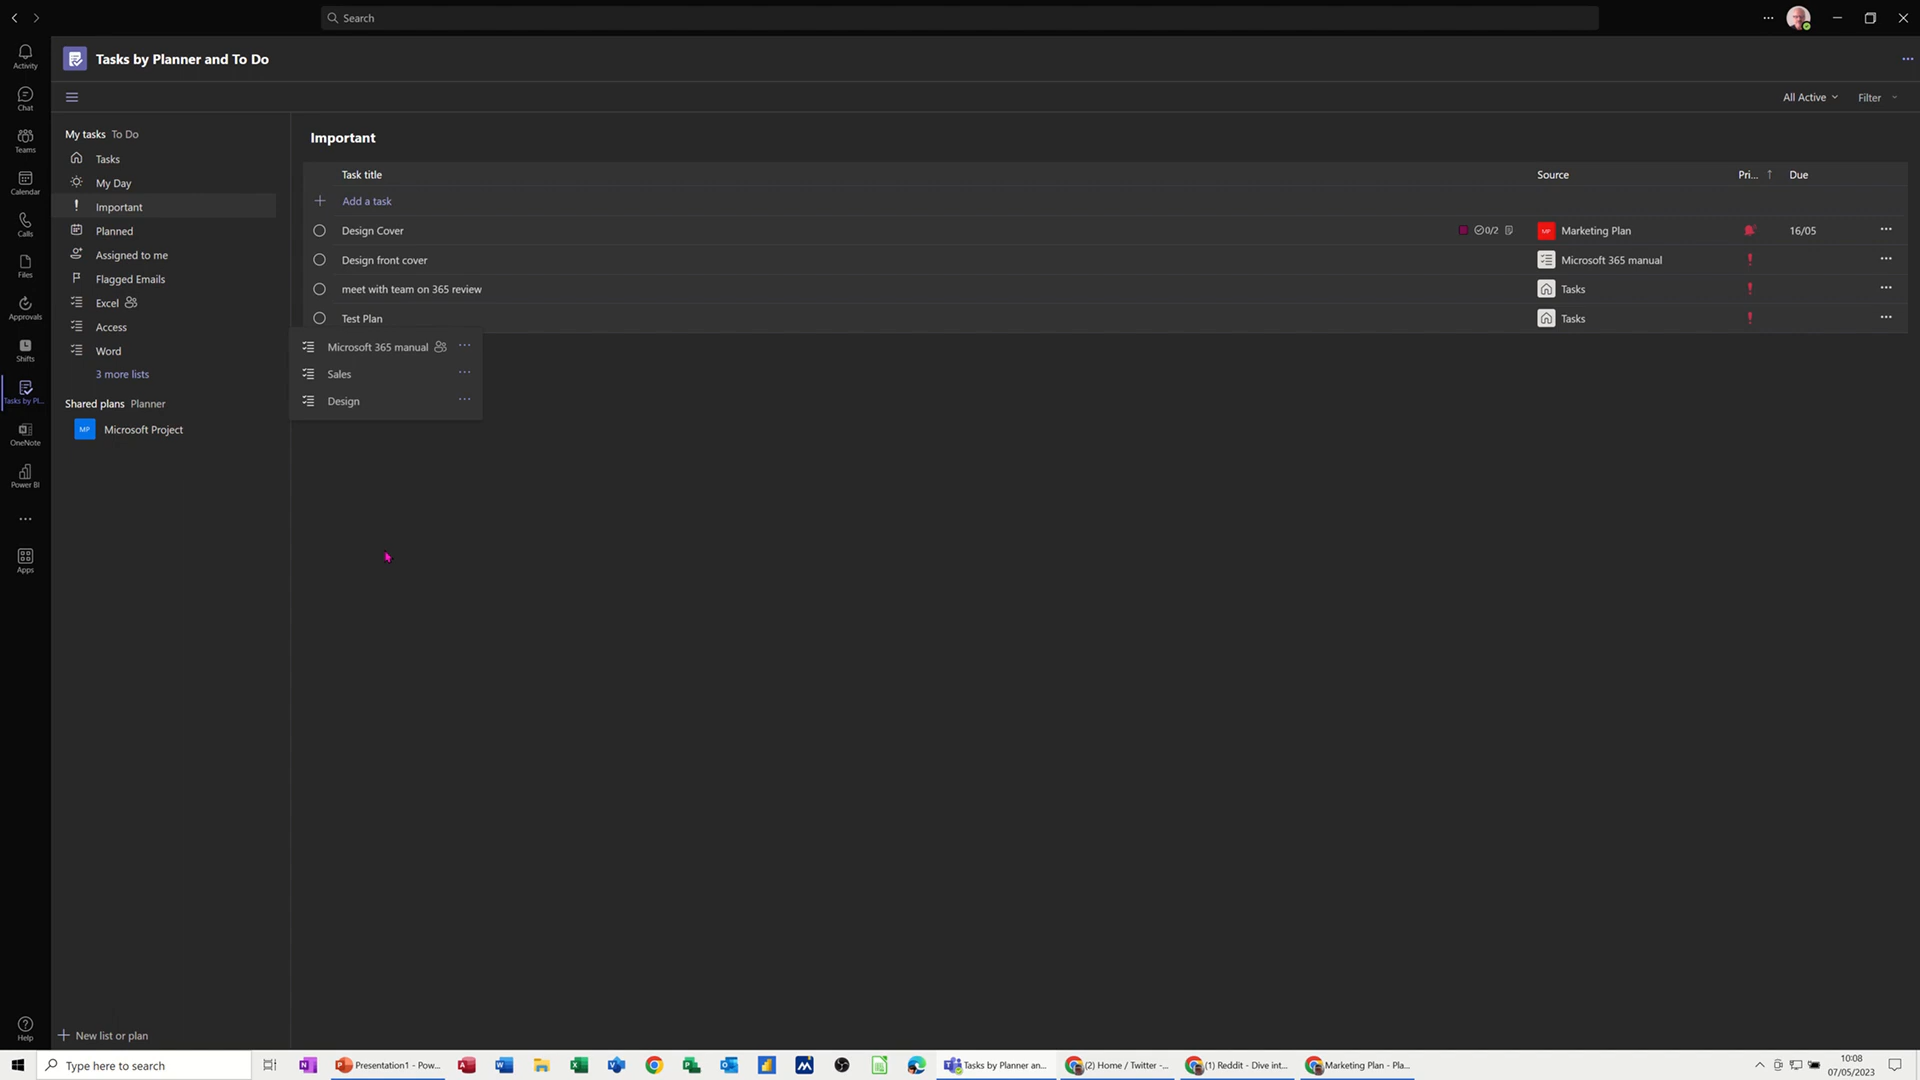 Search
Activity
Chat
Teams
Calendar
Calls
Files
Approvals
Shifts
Tasks by Pl...
OneNote
Power BI
Apps
Help
Tasks by Planner and To Do
All Active
Filter
My tasks To Do
Tasks
My Day
Important
Planned
Assigned to me
Flagged Emails
Excel
Access
Word
3 more lists
Shared plans Planner
MP Microsoft Project
New list or plan
Important
Task title Source Pri... Due
Add a task
Design Cover 0/2 MP Marketing Plan 16/05
Design front cover Microsoft 365 manual
meet with team on 365 review Tasks
Test Plan Tasks
Microsoft 365 manual
Sales
Design
Type here to search
Presentation1 - Pow...
Tasks by Planner an...
(2) Home / Twitter -...
(1) Reddit - Dive int...
Marketing Plan - Pla...
10:08
07/05/2023